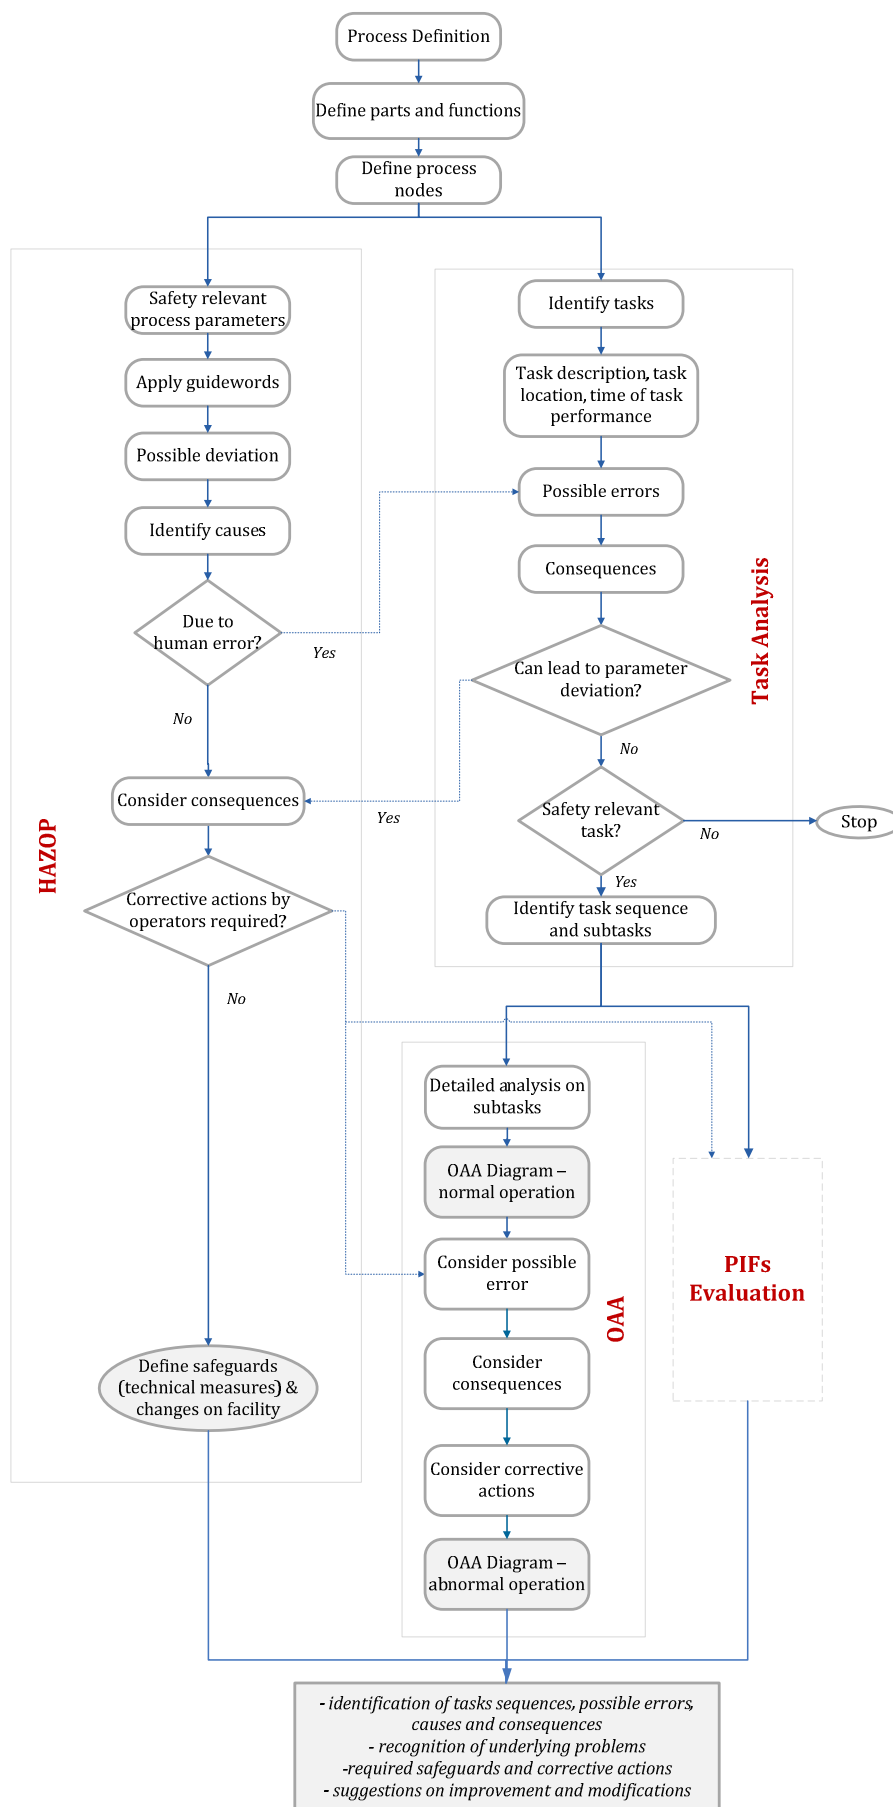 Process Definition
Define parts and functions
Define process
nodes
Safety relevant
process parameters
Apply guidewords
Possible deviation
Identify causes
Due to
human error?
Yes
No
Consider consequences
HAZOP
Corrective actions by
operators required?
No
Define safeguards
(technical measures) &
changes on facility
Identify tasks
Task description, task
location, time of task
performance
Possible errors
Consequences
Task Analysis
Can lead to parameter
deviation?
No
Yes
Safety relevant
task?
No
Stop
Yes
Identify task sequence
and subtasks
Detailed analysis on
subtasks
OAA Diagram –
normal operation
Consider possible
error
OAA
Consider
consequences
Consider corrective
actions
OAA Diagram –
abnormal operation
PIFs
Evaluation
- identification of tasks sequences, possible errors,
causes and consequences
- recognition of underlying problems
-required safeguards and corrective actions
- suggestions on improvement and modifications